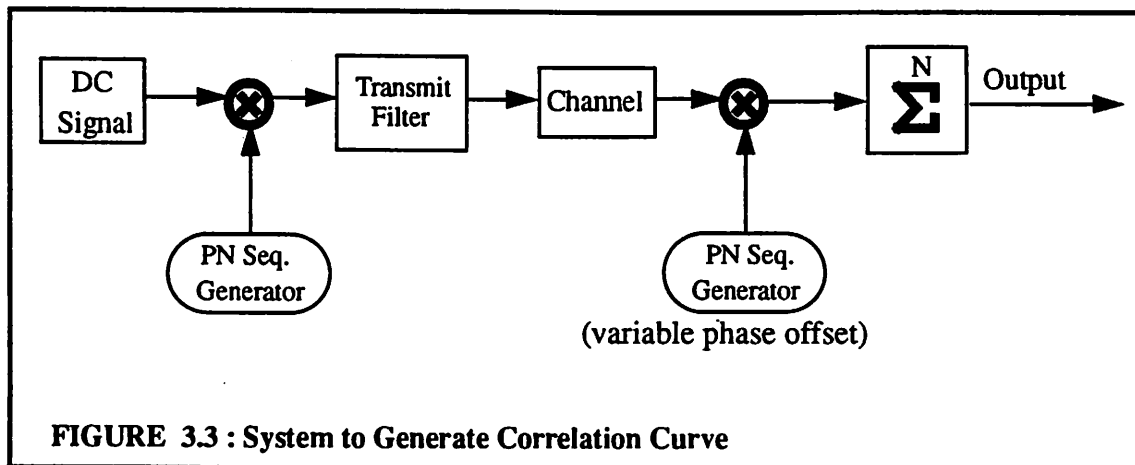 DC
Signal
Transmit
Filter
Channel
N
Σ
Output
PN Seq.
Generator
PN Seq.
Generator
(variable phase offset)
FIGURE 3.3 : System to Generate Correlation Curve